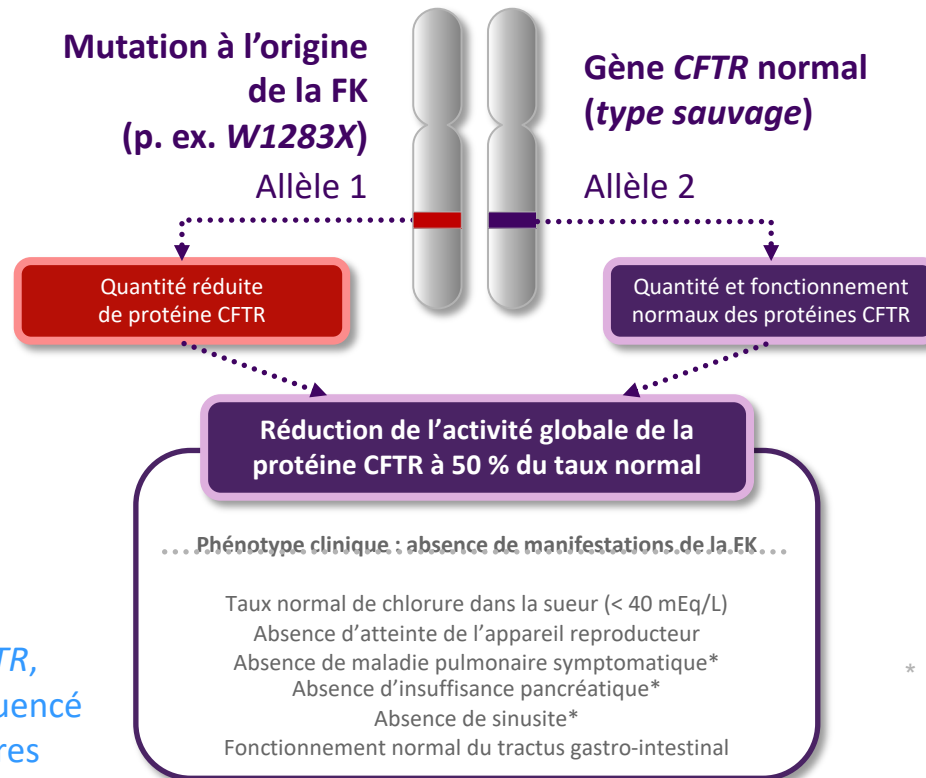 Mutation à l’origine
de la FK
(p. ex. W1283X)
Allèle 1
Gène CFTR normal
(type sauvage)
Allèle 2
Quantité réduite
de protéine CFTR
Quantité et fonctionnement
normaux des protéines CFTR
Réduction de l’activité globale de la
protéine CFTR à 50 % du taux normal
Phénotype clinique : absence de manifestations de la FK
Taux normal de chlorure dans la sueur (< 40 mEq/L)
Absence d’atteinte de l’appareil reproducteur
Absence de maladie pulmonaire symptomatique*
Absence d’insuffisance pancréatique*
Absence de sinusite*
Fonctionnement normal du tractus gastro-intestinal
TR,
uencé
res
*